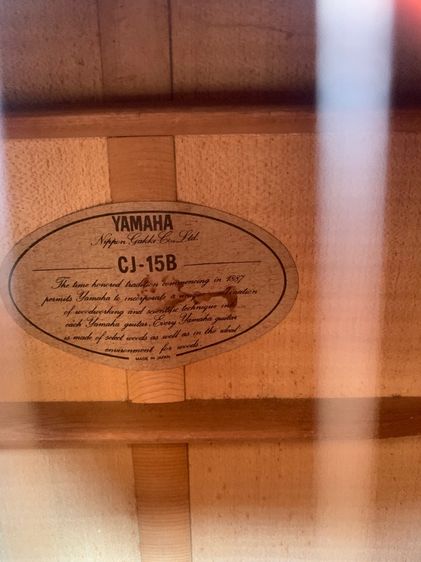 YAMAHA
Nippon Gakki Co., Ltd.
CJ-15B
The time honored tradition commencing in 1887
permits Yamaha to incorporate a
of woodworking and scientific technique into
each Yamaha guitar. Every Yamaha guitar
is made of select woods as well as in the ideal
environment for woods.
MADE IN JAPAN